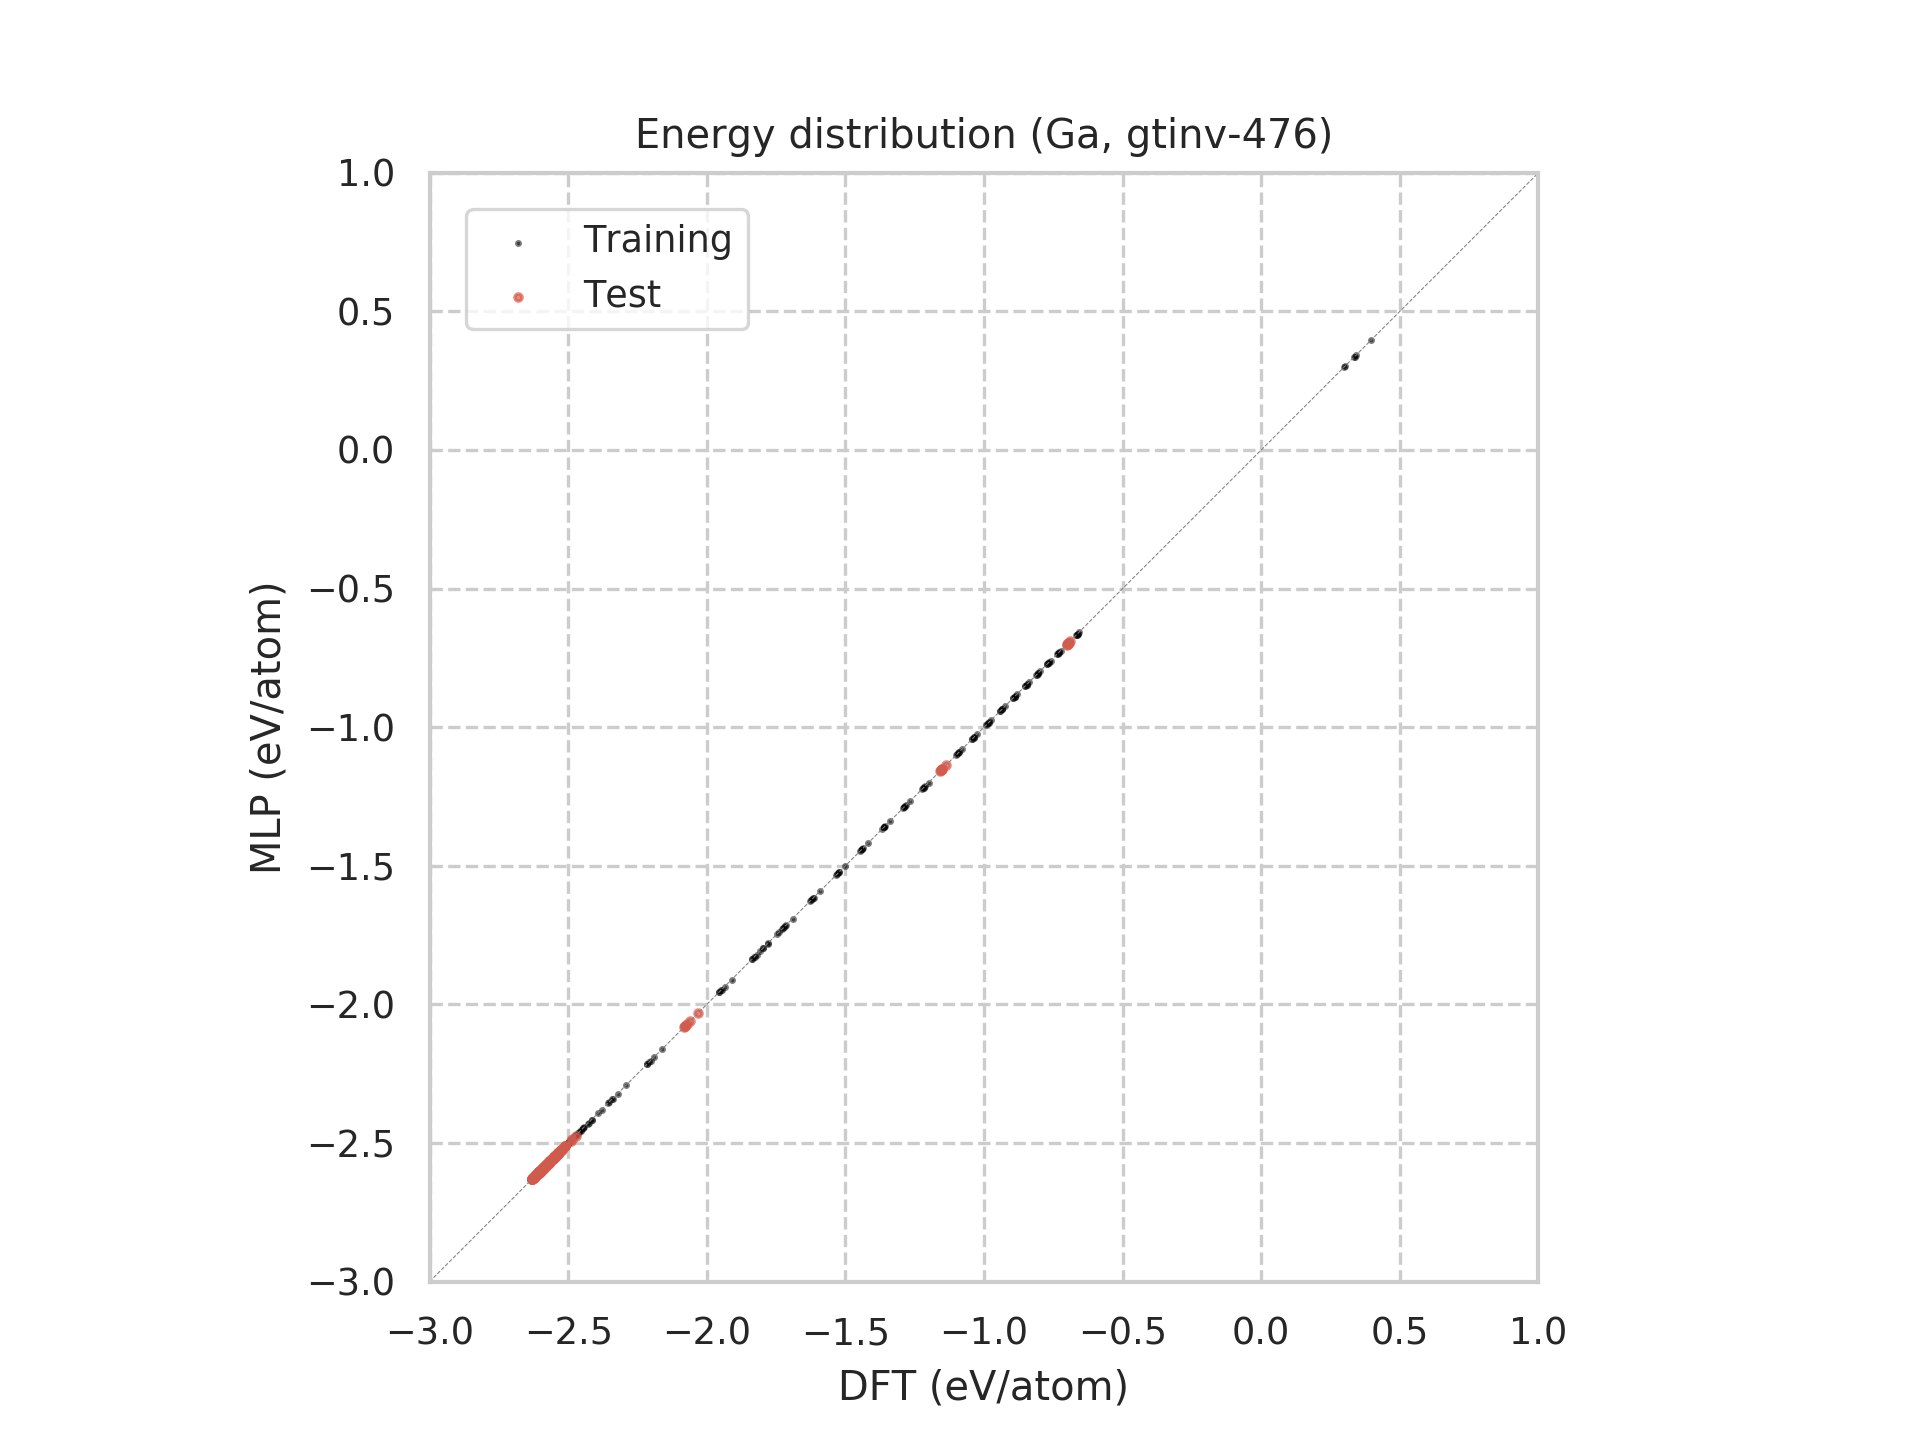 Energy distribution (Ga, gtinv-476)
1.0
0.5
0.0
−0.5
−1.0
−1.5
−2.0
−2.5
−3.0
MLP (eV/atom)
Training
Test
−3.0 −2.5 −2.0 −1.5 −1.0 −0.5 0.0 0.5 1.0
DFT (eV/atom)